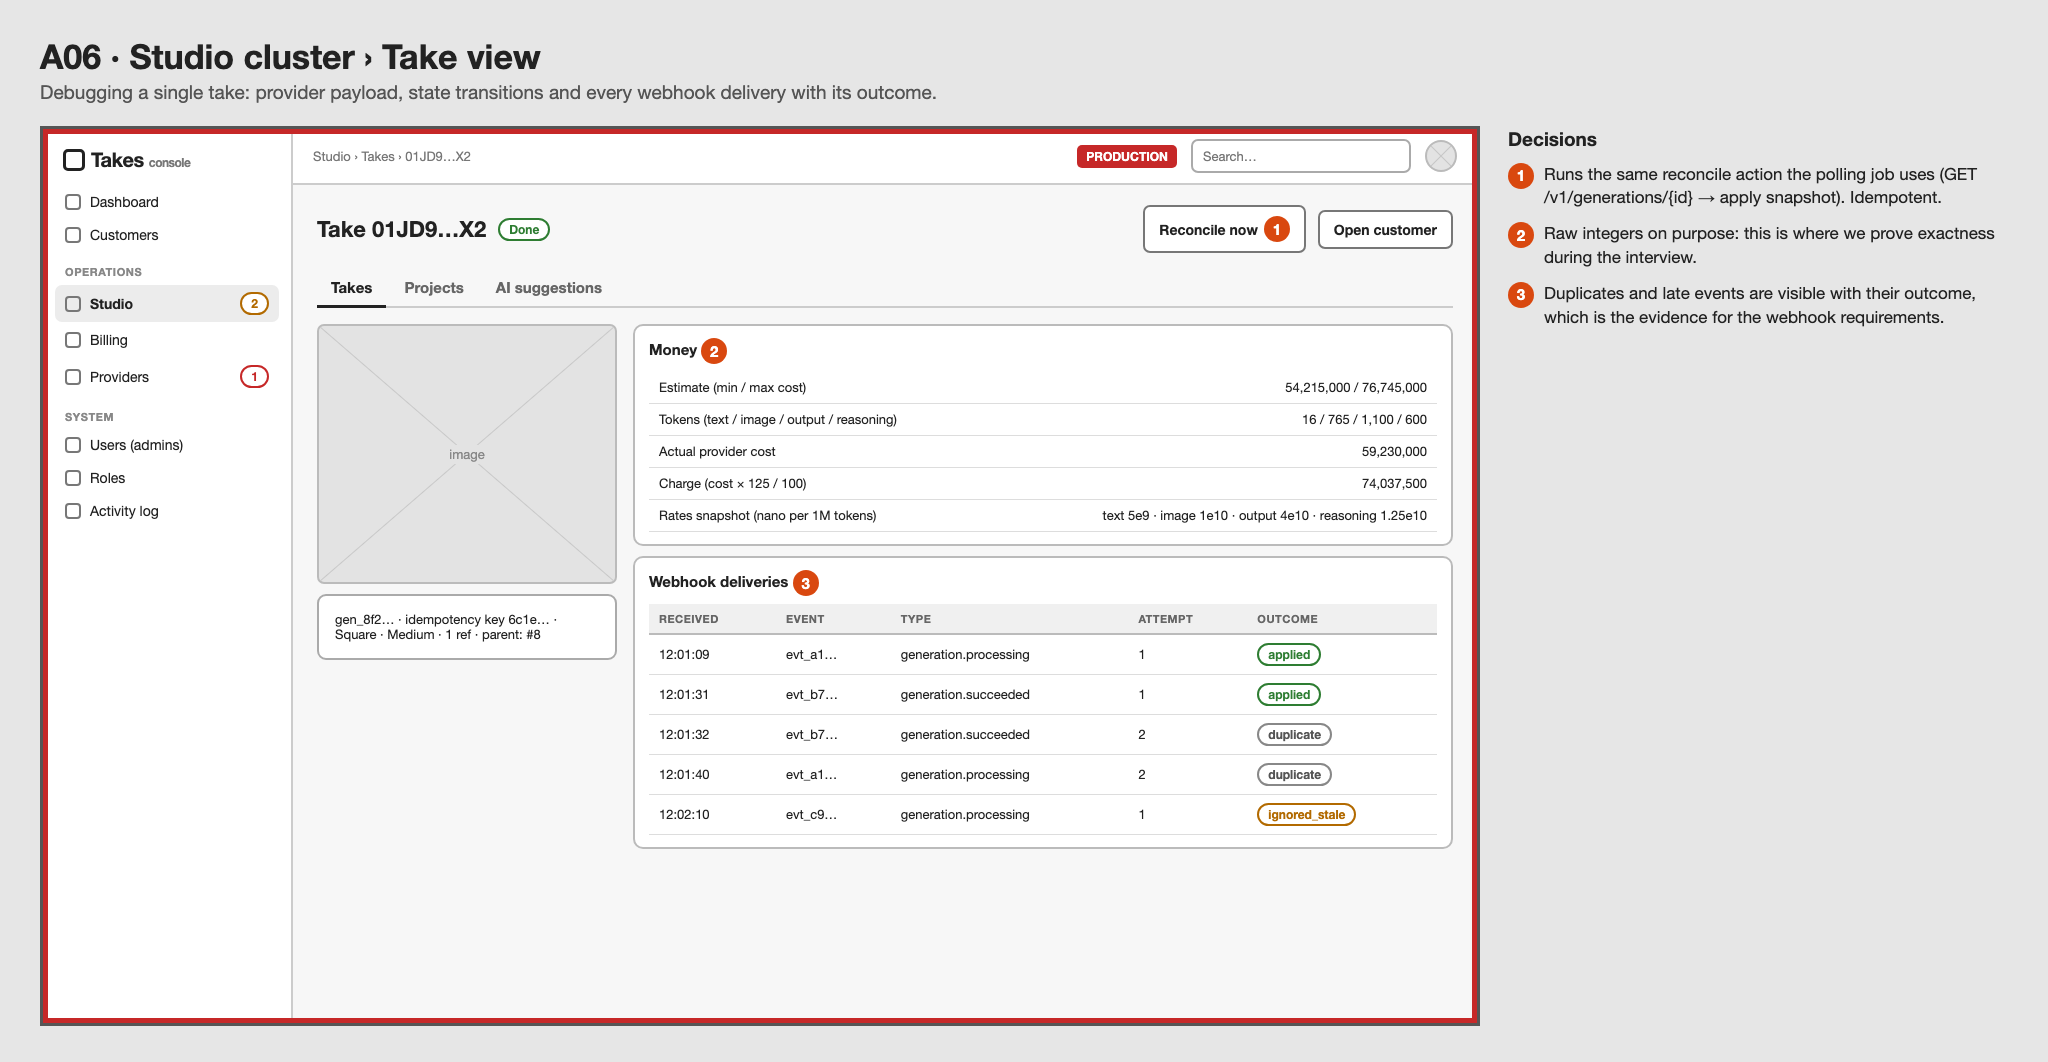 A06 · Studio cluster › Take view
Debugging a single take: provider payload, state transitions and every webhook delivery with its outcome.
Takes console
Dashboard
Customers
OPERATIONS
Studio 2
Billing
Providers 1
SYSTEM
Users (admins)
Roles
Activity log
Studio › Takes › 01JD9…X2
PRODUCTION
Search…
Take 01JD9…X2 Done
Reconcile now 1
Open customer
Takes Projects AI suggestions
image
gen_8f2… · idempotency key 6c1e… ·
Square · Medium · 1 ref · parent: #8
Money 2
Estimate (min / max cost) 54,215,000 / 76,745,000
Tokens (text / image / output / reasoning) 16 / 765 / 1,100 / 600
Actual provider cost 59,230,000
Charge (cost × 125 / 100) 74,037,500
Rates snapshot (nano per 1M tokens) text 5e9 · image 1e10 · output 4e10 · reasoning 1.25e10
Webhook deliveries 3
RECEIVED EVENT TYPE ATTEMPT OUTCOME
12:01:09 evt_a1… generation.processing 1 applied
12:01:31 evt_b7… generation.succeeded 1 applied
12:01:32 evt_b7… generation.succeeded 2 duplicate
12:01:40 evt_a1… generation.processing 2 duplicate
12:02:10 evt_c9… generation.processing 1 ignored_stale
Decisions
1 Runs the same reconcile action the polling job uses (GET
/v1/generations/{id} → apply snapshot). Idempotent.
2 Raw integers on purpose: this is where we prove exactness
during the interview.
3 Duplicates and late events are visible with their outcome,
which is the evidence for the webhook requirements.